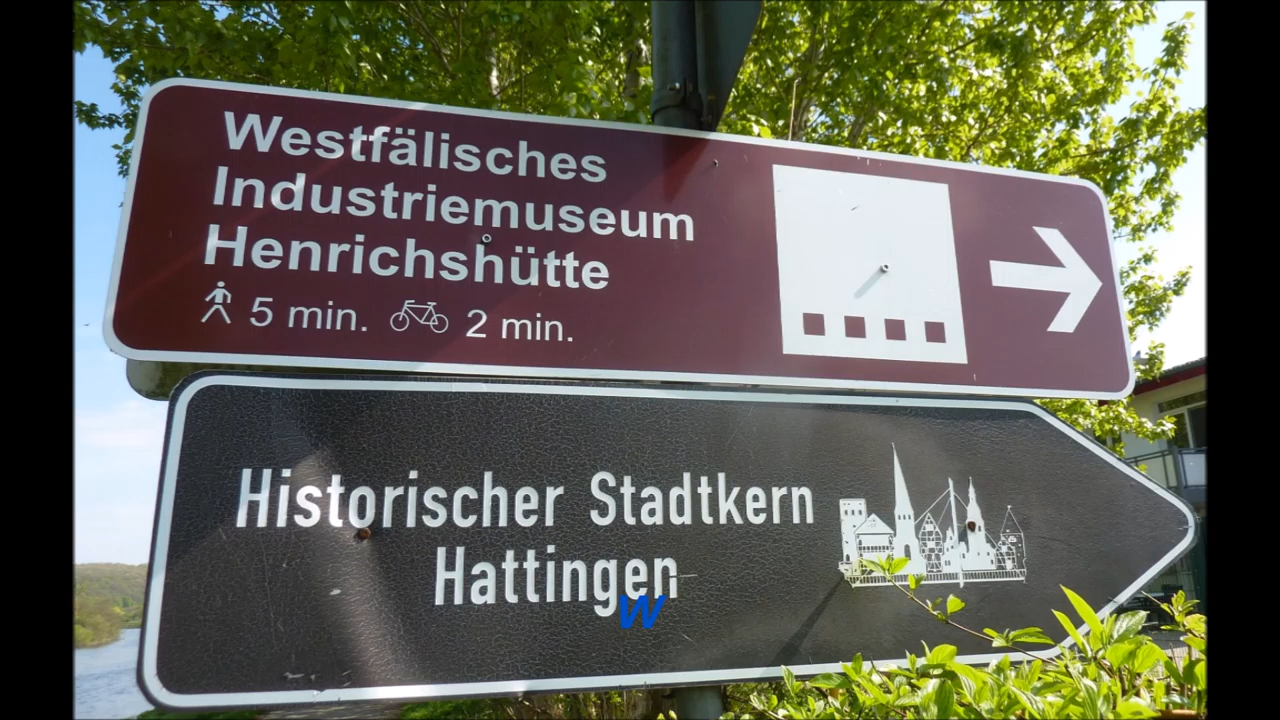 Westfälisches
Industriemuseum
Henrichshütte
5 min. 2 min.
Historischer Stadtkern
Hattingen
W